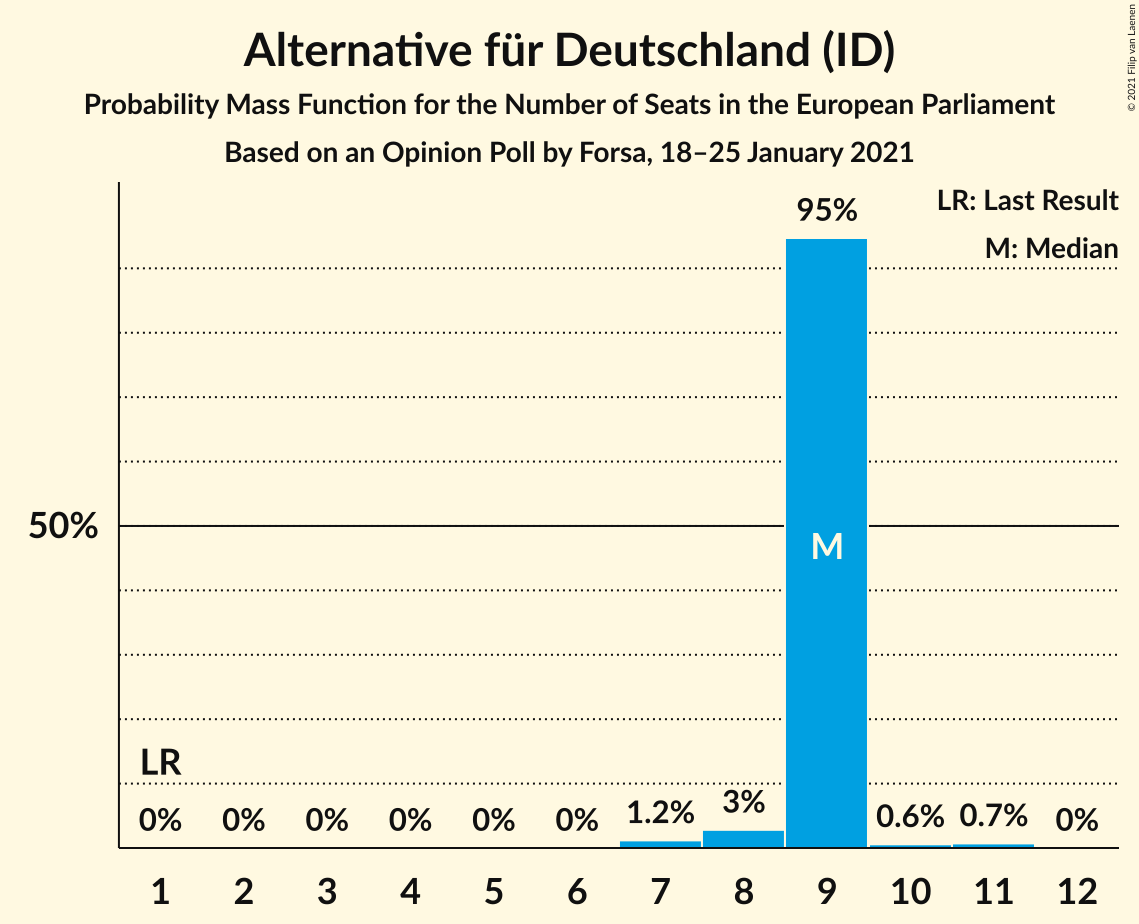 Alternative für Deutschland (ID)
Probability Mass Function for the Number of Seats in the European Parliament
Based on an Opinion Poll by Forsa, 18–25 January 2021
© 2021 Filip van Laenen
LR: Last Result
M: Median
95%
50%
M
LR
0% 0% 0% 0% 0% 0% 1.2% 3% 0.6% 0.7% 0%
1 2 3 4 5 6 7 8 9 10 11 12